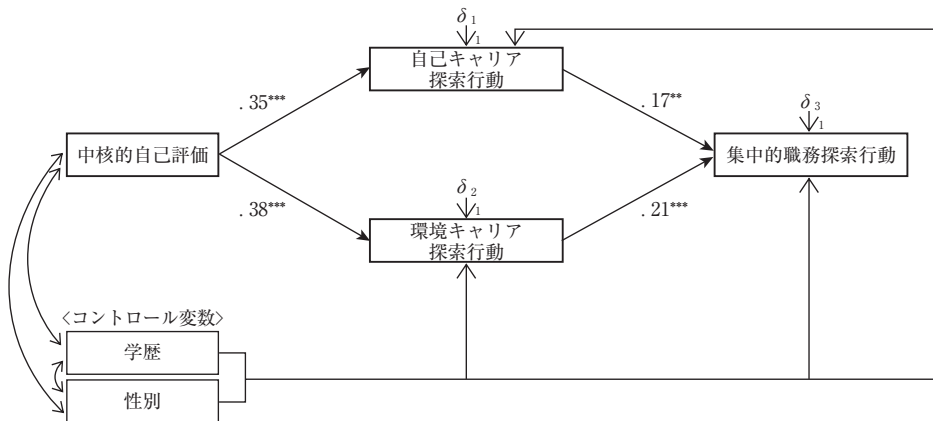 δ1
1
自己キャリア
探索行動
.35***
.17**
δ3
1
中核的自己評価
集中的職務探索行動
.38***
δ2
1
.21***
環境キャリア
探索行動
<コントロール変数>
学歴
性別